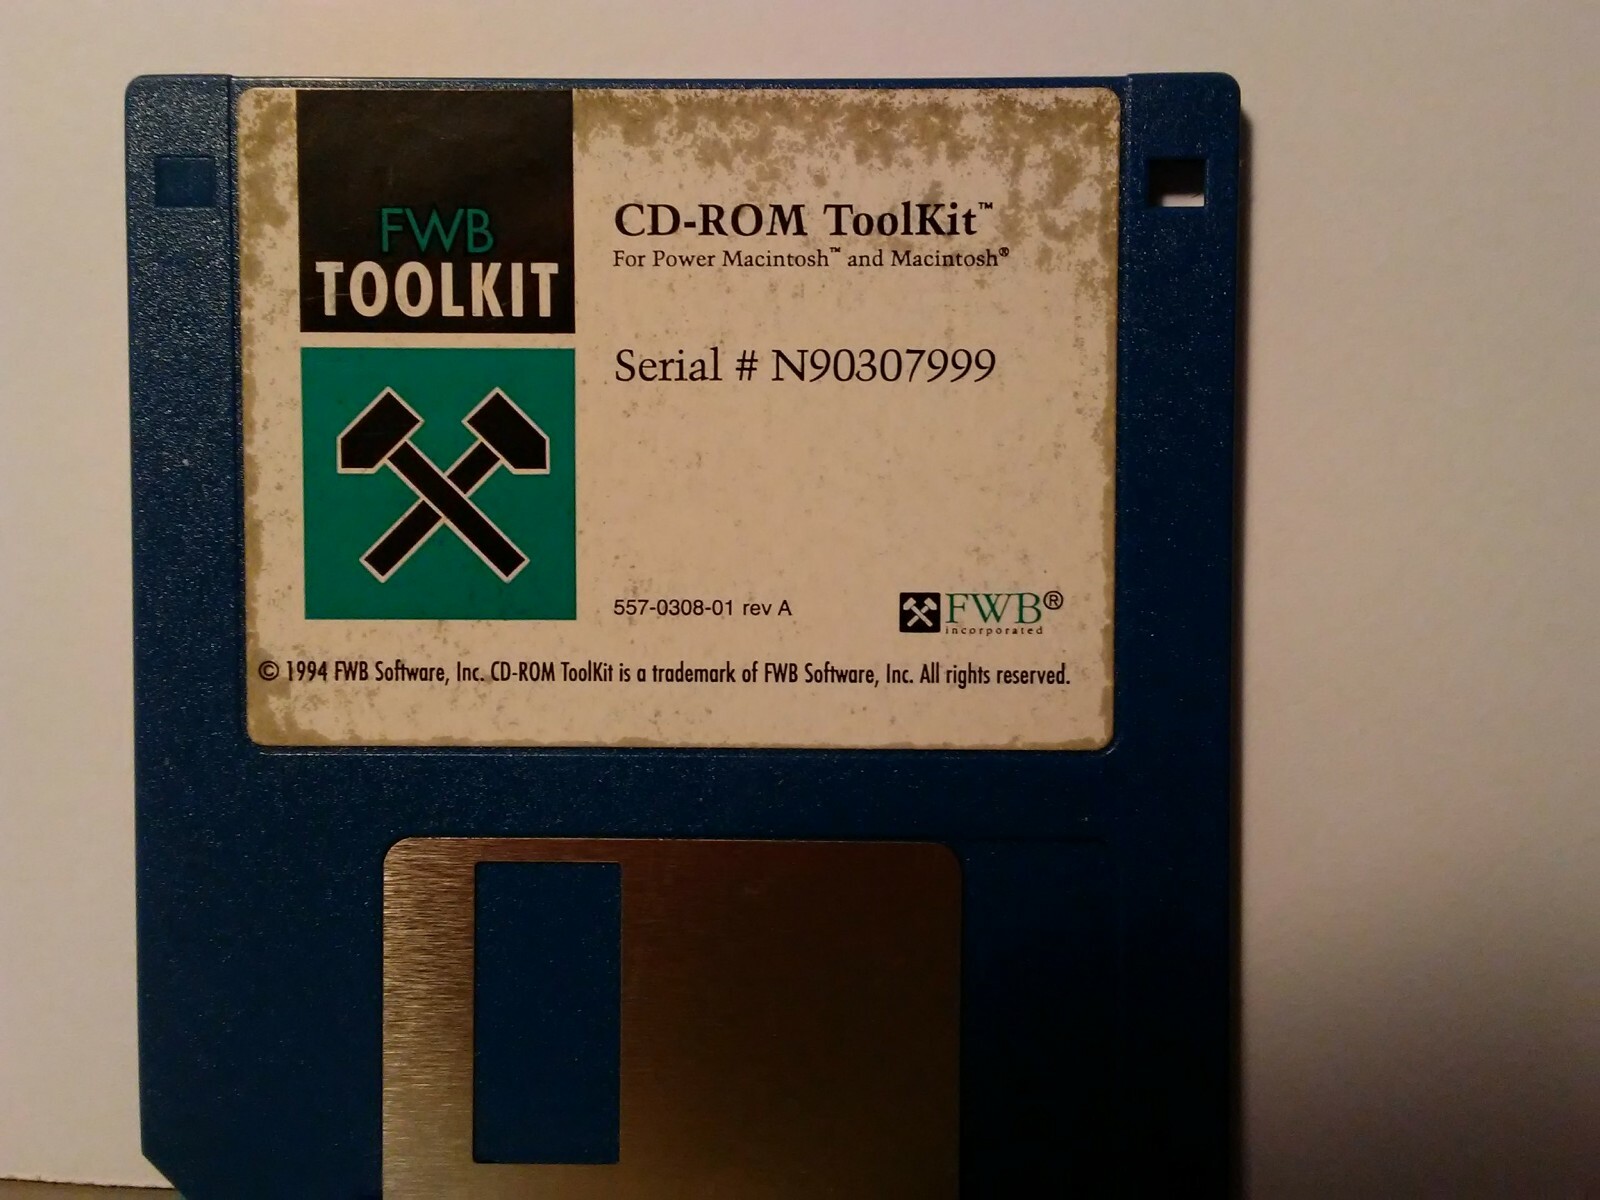 FWB
TOOLKIT
CD-ROM ToolKit™
For Power Macintosh™ and Macintosh®
Serial # N90307999
557-0308-01 rev A
FWB®
incorporated
© 1994 FWB Software, Inc. CD-ROM ToolKit is a trademark of FWB Software, Inc. All rights reserved.